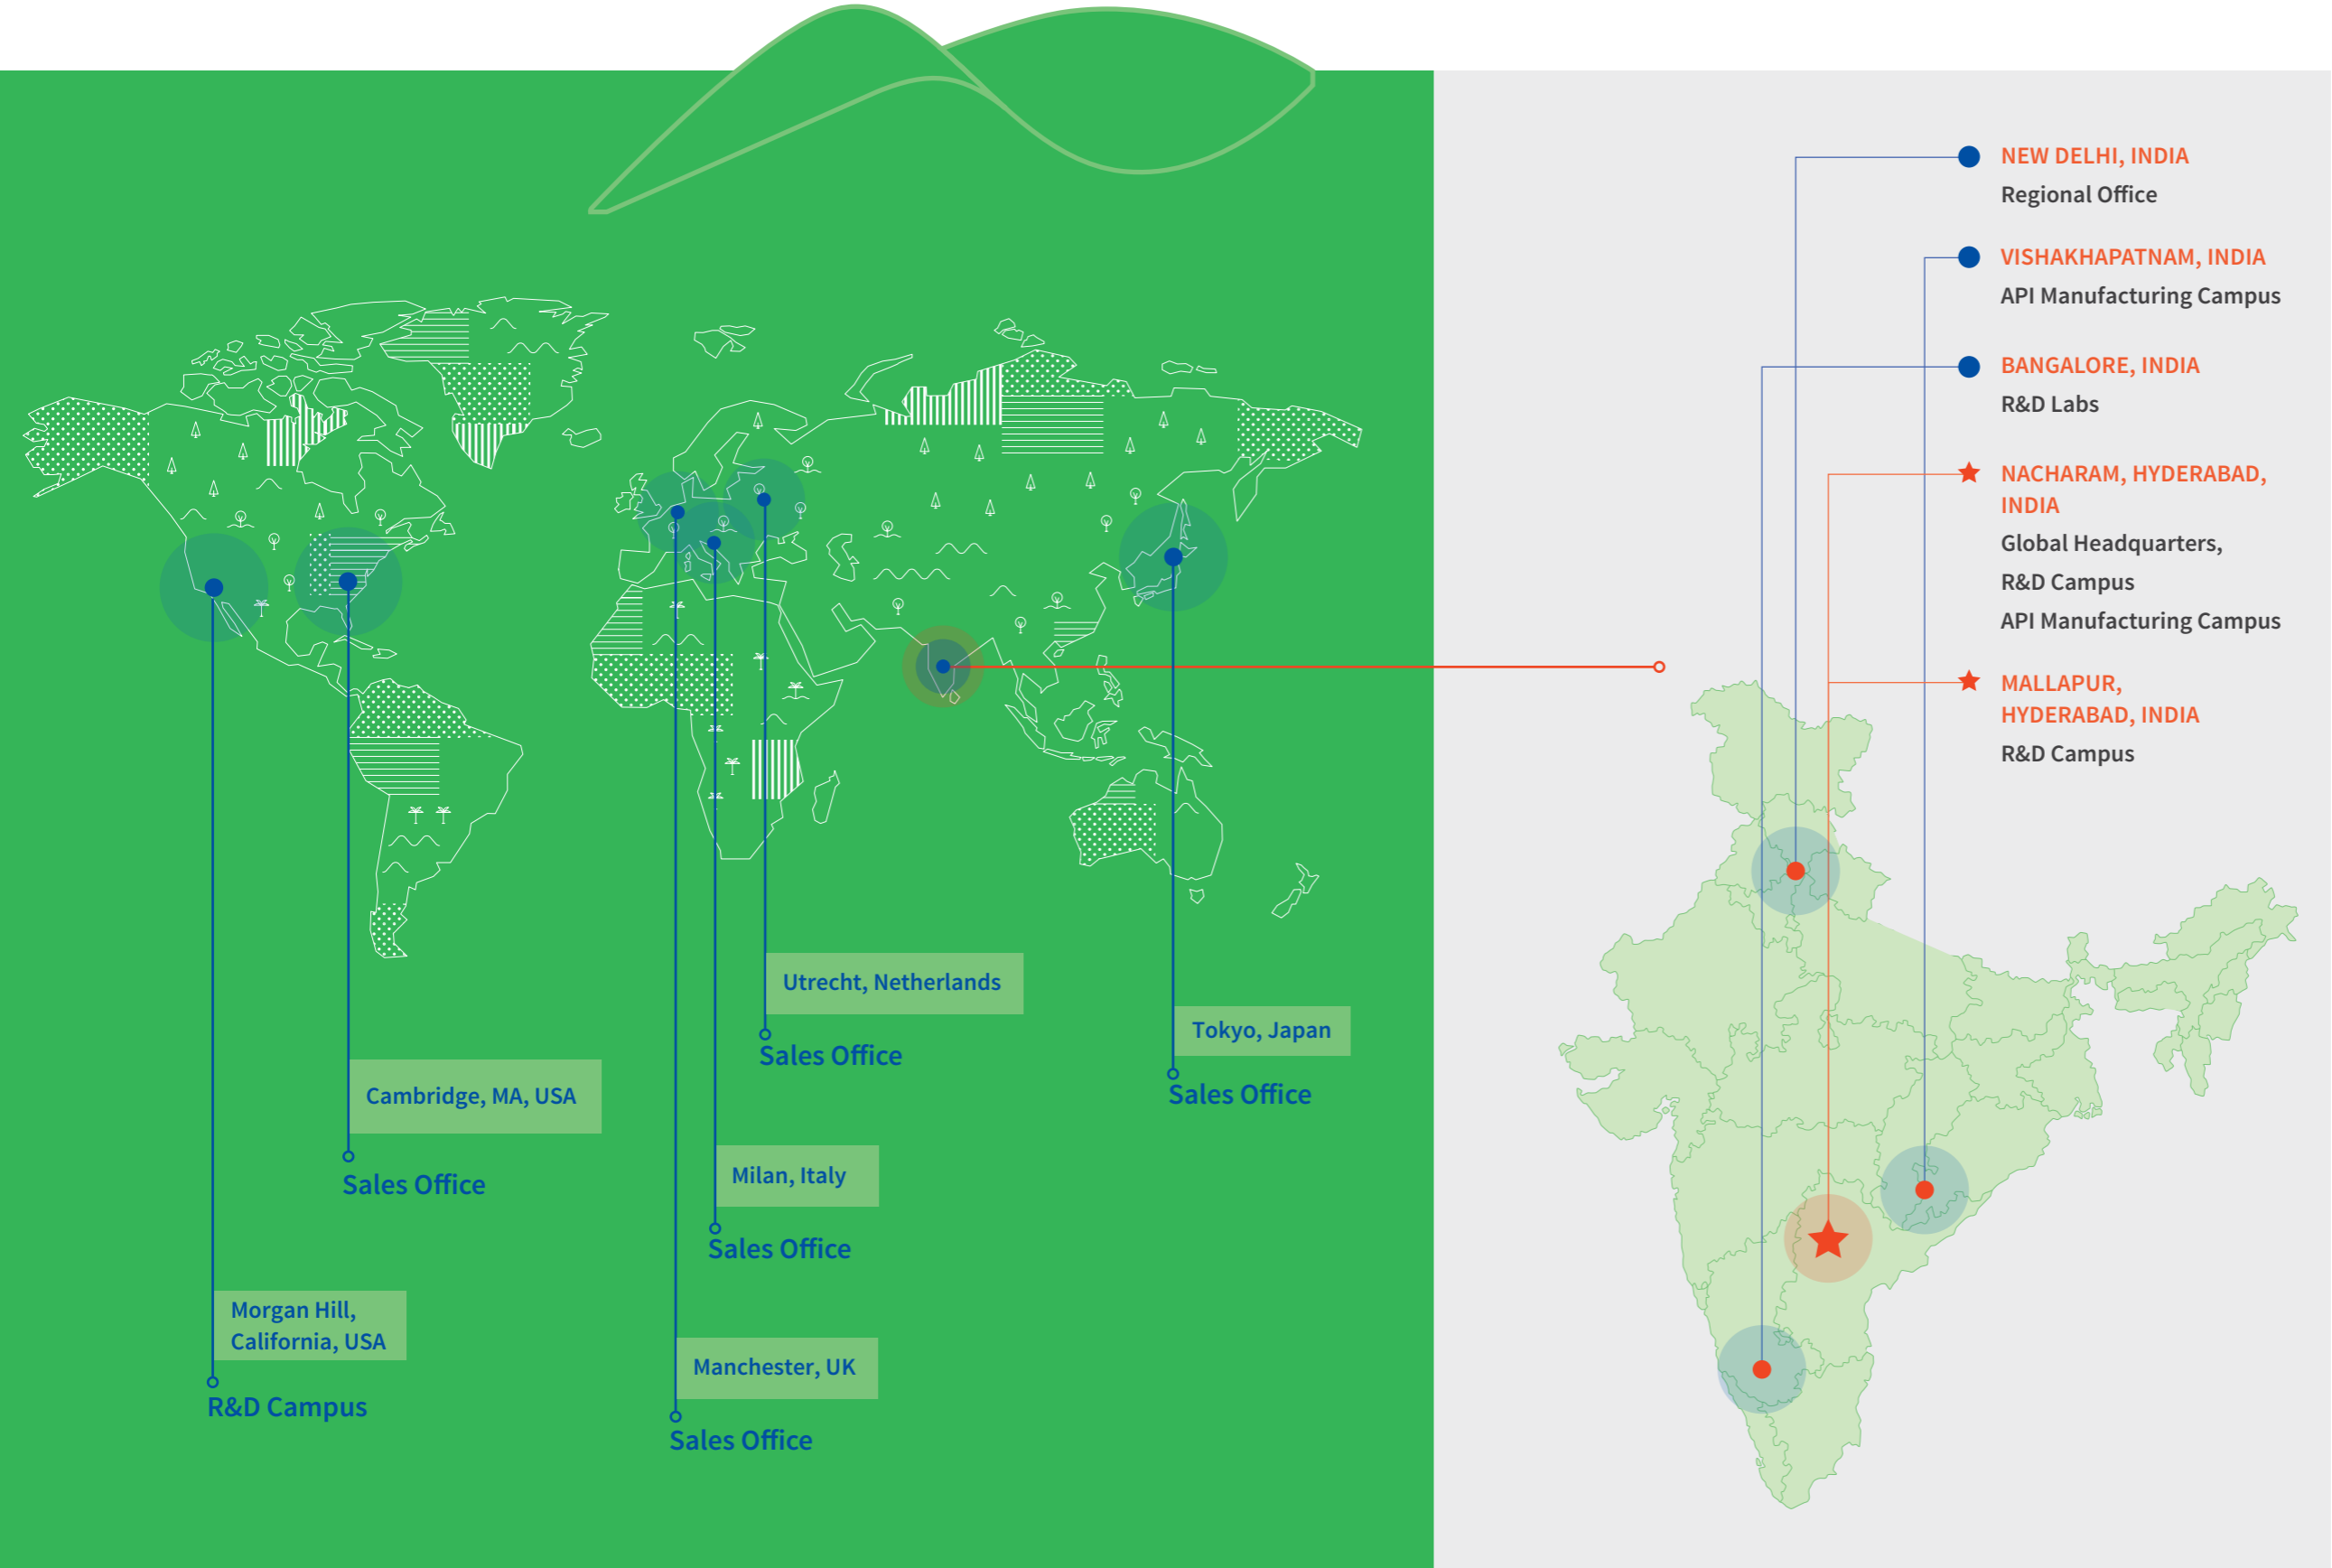 NEW DELHI, INDIA
Regional Office
VISHAKHAPATNAM, INDIA
API Manufacturing Campus
BANGALORE, INDIA
R&D Labs
NACHARAM, HYDERABAD,
INDIA
Global Headquarters,
R&D Campus
API Manufacturing Campus
MALLAPUR,
HYDERABAD, INDIA
R&D Campus
Utrecht, Netherlands
Sales Office
Tokyo, Japan
Sales Office
Cambridge, MA, USA
Sales Office
Milan, Italy
Sales Office
Morgan Hill,
California, USA
R&D Campus
Manchester, UK
Sales Office